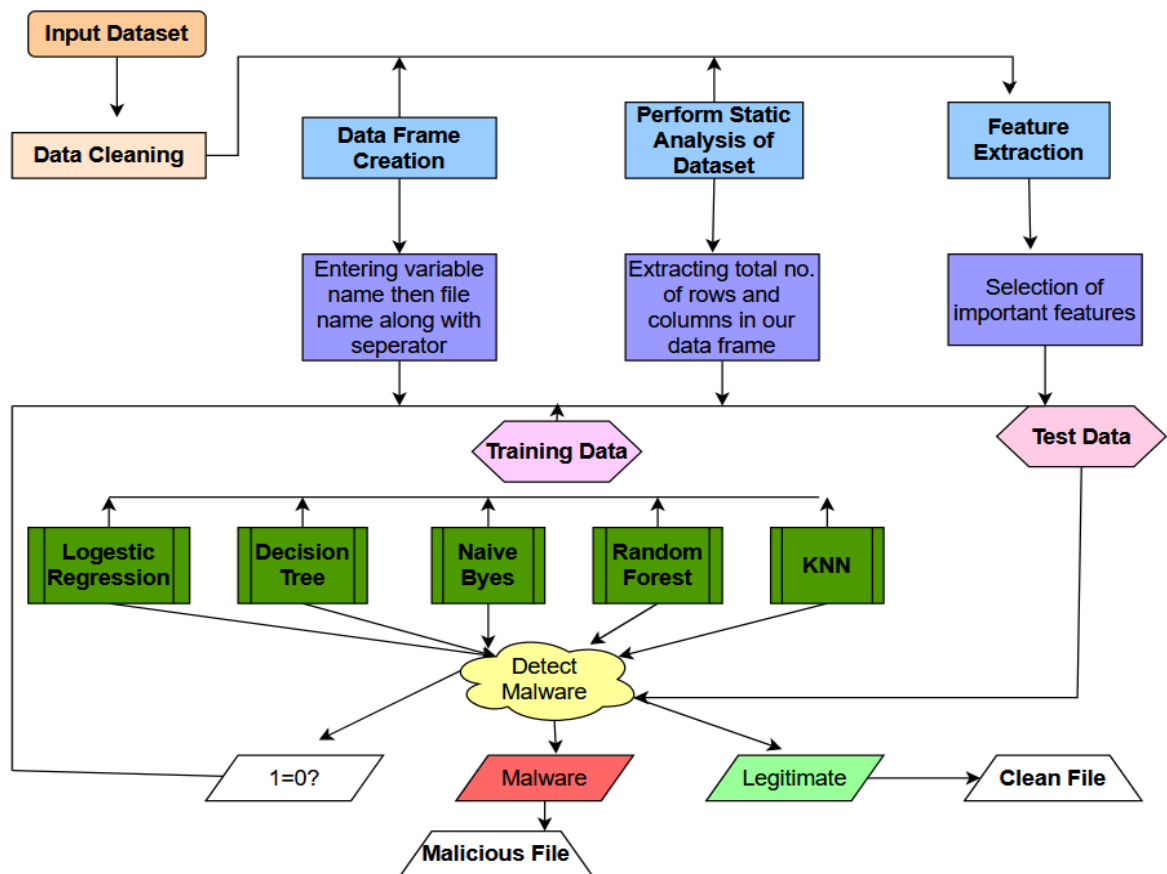 Input Dataset
Data Cleaning
Data Frame
Creation
Perform Static
Analysis of
Dataset
Feature
Extraction
Entering variable
name then file
name along with
seperator
Extracting total no.
of rows and
columns in our
data frame
Selection of
important features
Training Data
Test Data
Logestic
Regression
Decision
Tree
Naive
Byes
Random
Forest
KNN
Detect
Malware
1=0?
Malware
Legitimate
Clean File
Malicious File